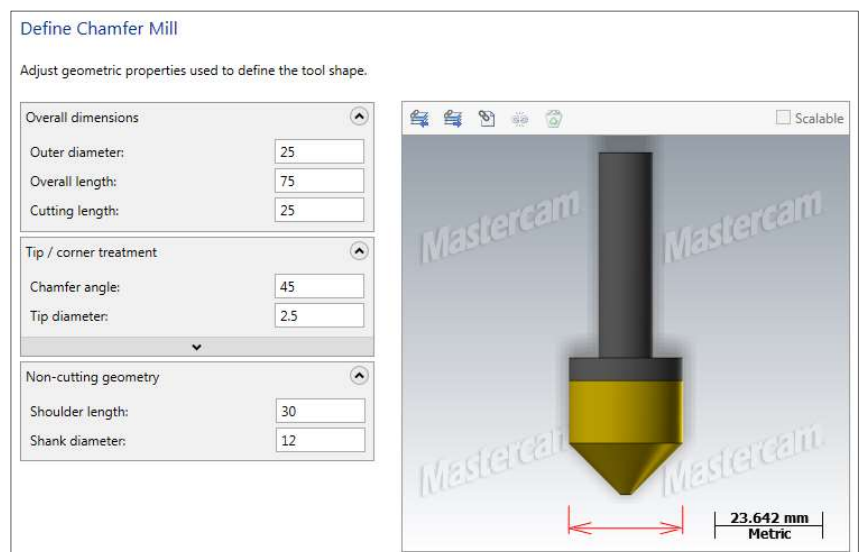 Define Chamfer Mill
Adjust geometric properties used to define the tool shape.
Overall dimensions
Outer diameter: 25
Overall length: 75
Cutting length: 25
Tip / corner treatment
Chamfer angle: 45
Tip diameter: 2.5
Non-cutting geometry
Shoulder length: 30
Shank diameter: 12
Scalable
Mastercam
Mastercam
Mastercam
Mastercam
23.642 mm
Metric